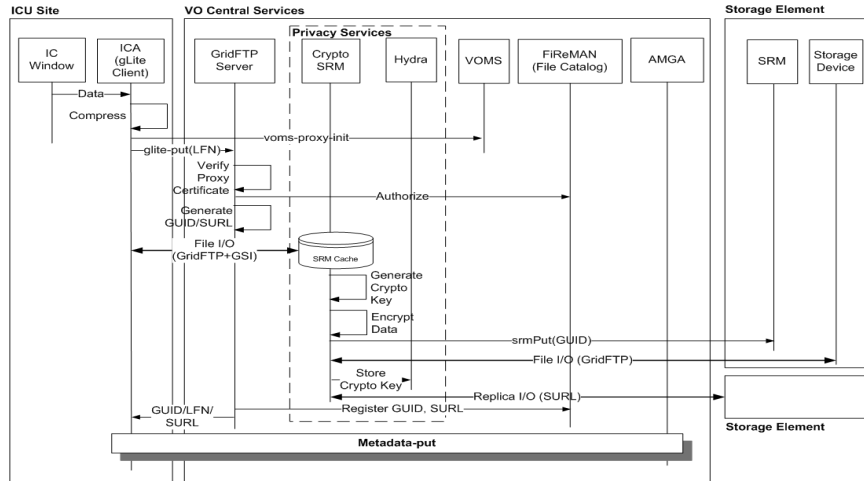 ICU Site
VO Central Services
Storage Element
Privacy Services
IC
Window
ICA
(gLite
Client)
GridFTP
Server
Crypto
SRM
Hydra
VOMS
FiReMAN
(File Catalog)
AMGA
SRM
Storage
Device
Data
Compress
voms-proxy-init
glite-put(LFN)
Verify
Proxy
Certificate
Authorize
Generate
GUID/SURL
File I/O
(GridFTP+GSI)
SRM Cache
Generate
Crypto
Key
Encrypt
Data
srmPut(GUID)
File I/O (GridFTP)
Store
Crypto Key
Replica I/O (SURL)
GUID/LFN/
SURL
Register GUID, SURL
Storage Element
Metadata-put